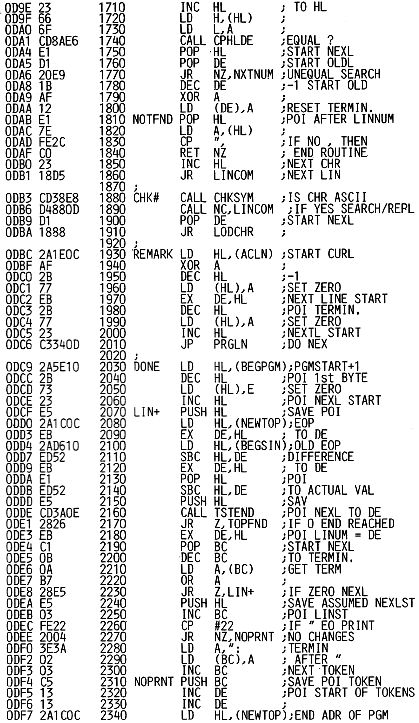 0D9E 23 1710 INC HL ; TO HL
0D9F 66 1720 LD H,(HL) ;
0DA0 6F 1730 LD L,A ;
0DA1 CD8AE6 1740 CALL CPHLDE ;EQUAL ?
0DA4 E1 1750 POP HL ;START NEXL
0DA5 D1 1760 POP DE ;START OLDL
0DA6 20E9 1770 JR NZ,NXTNUM ;UNEQUAL SEARCH
0DA8 1B 1780 DEC DE ;-1 START OLD
0DA9 AF 1790 XOR A ;
0DAA 12 1800 LD (DE),A ;RESET TERMIN.
0DAB E1 1810 NOTFND POP HL ;POI AFTER LINNUM
0DAC 7E 1820 LD A,(HL) ;
0DAD FE2C 1830 CP ", ;IF NO , THEN
0DAF C0 1840 RET NZ ; END ROUTINE
0DB0 23 1850 INC HL ;NEXT CHR
0DB1 18D5 1860 JR LINCOM ;NEXT LIN
1870 ;
0DB3 CD38E8 1880 CHK# CALL CHKSYM ;IS CHR ASCII
0DB6 D4880D 1890 CALL NC,LINCOM ;IF YES SEARCH/REPL
0DB9 D1 1900 POP DE ;START NEXL
0DBA 1888 1910 JR LODCHR ;
1920 ;
0DBC 2A1E0C 1930 REMARK LD HL,(ACLN) ;START CURL
0DBF AF 1940 XOR A ;
0DC0 2B 1950 DEC HL ;-1
0DC1 77 1960 LD (HL),A ;SET ZERO
0DC2 EB 1970 EX DE,HL ;NEXT LINE START
0DC3 2B 1980 DEC HL ;POI TERMIN.
0DC4 77 1990 LD (HL),A ;SET ZERO
0DC5 23 2000 INC HL ;NEXTL START
0DC6 C3340D 2010 JP PRGLN ;DO NEX
2020 ;
0DC9 2A5E10 2030 DONE LD HL,(BEGPGM) ;PGMSTART+1
0DCC 2B 2040 DEC HL ;POI 1st BYTE
0DCD 73 2050 LD (HL),E ;SET ZERO
0DCE 23 2060 INC HL ;POI NEXL START
0DCF E5 2070 LIN+ PUSH HL ;SAVE POI
0DD0 2A1C0C 2080 LD HL,(NEWTOP) ;EOP
0DD3 EB 2090 EX DE,HL ; TO DE
0DD4 2AD610 2100 LD HL,(BEGSIN) ;OLD EOP
0DD7 ED52 2110 SBC HL,DE ;DIFFERENCE
0DD9 EB 2120 EX DE,HL ; TO DE
0DDA E1 2130 POP HL ;POI
0DDB ED52 2140 SBC HL,DE ; TO ACTUAL VAL
0DDD E5 2150 PUSH HL ;SAV
0DDE CD3A0E 2160 CALL TSTEND ;POI NEXL TO DE
0DE1 2826 2170 JR Z,TOPFND ;IF 0 END REACHED
0DE3 EB 2180 EX DE,HL ;POI LINUM = DE
0DE4 C1 2190 POP BC ;START NEXL
0DE5 0B 2200 DEC BC ;TO TERMIN.
0DE6 0A 2210 LD A,(BC) ;GET TERM
0DE7 B7 2220 OR A ;
0DE8 28E5 2230 JR Z,LIN+ ;IF ZERO NEXL
0DEA E5 2240 PUSH HL ;SAVE ASSUMED NEXLST
0DEB 03 2250 INC BC ;POI LINST
0DEC FE22 2260 CP #22 ;IF " EO PRINT
0DEE 2004 2270 JR NZ,NOPRNT ;NO CHANGES
0DF0 3E3A 2280 LD A,": ;TERMIN
0DF2 02 2290 LD (BC),A ; AFTER "
0DF3 03 2300 INC BC ;NEXT TOKEN
0DF4 C5 2310 NOPRNT PUSH BC ;SAVE POI TOKEN
0DF5 13 2320 INC DE ;POI START OF TOKENS
0DF6 13 2330 INC DE ;
0DF7 2A1C0C 2340 LD HL,(NEWTOP) ;END ADR OF PGM